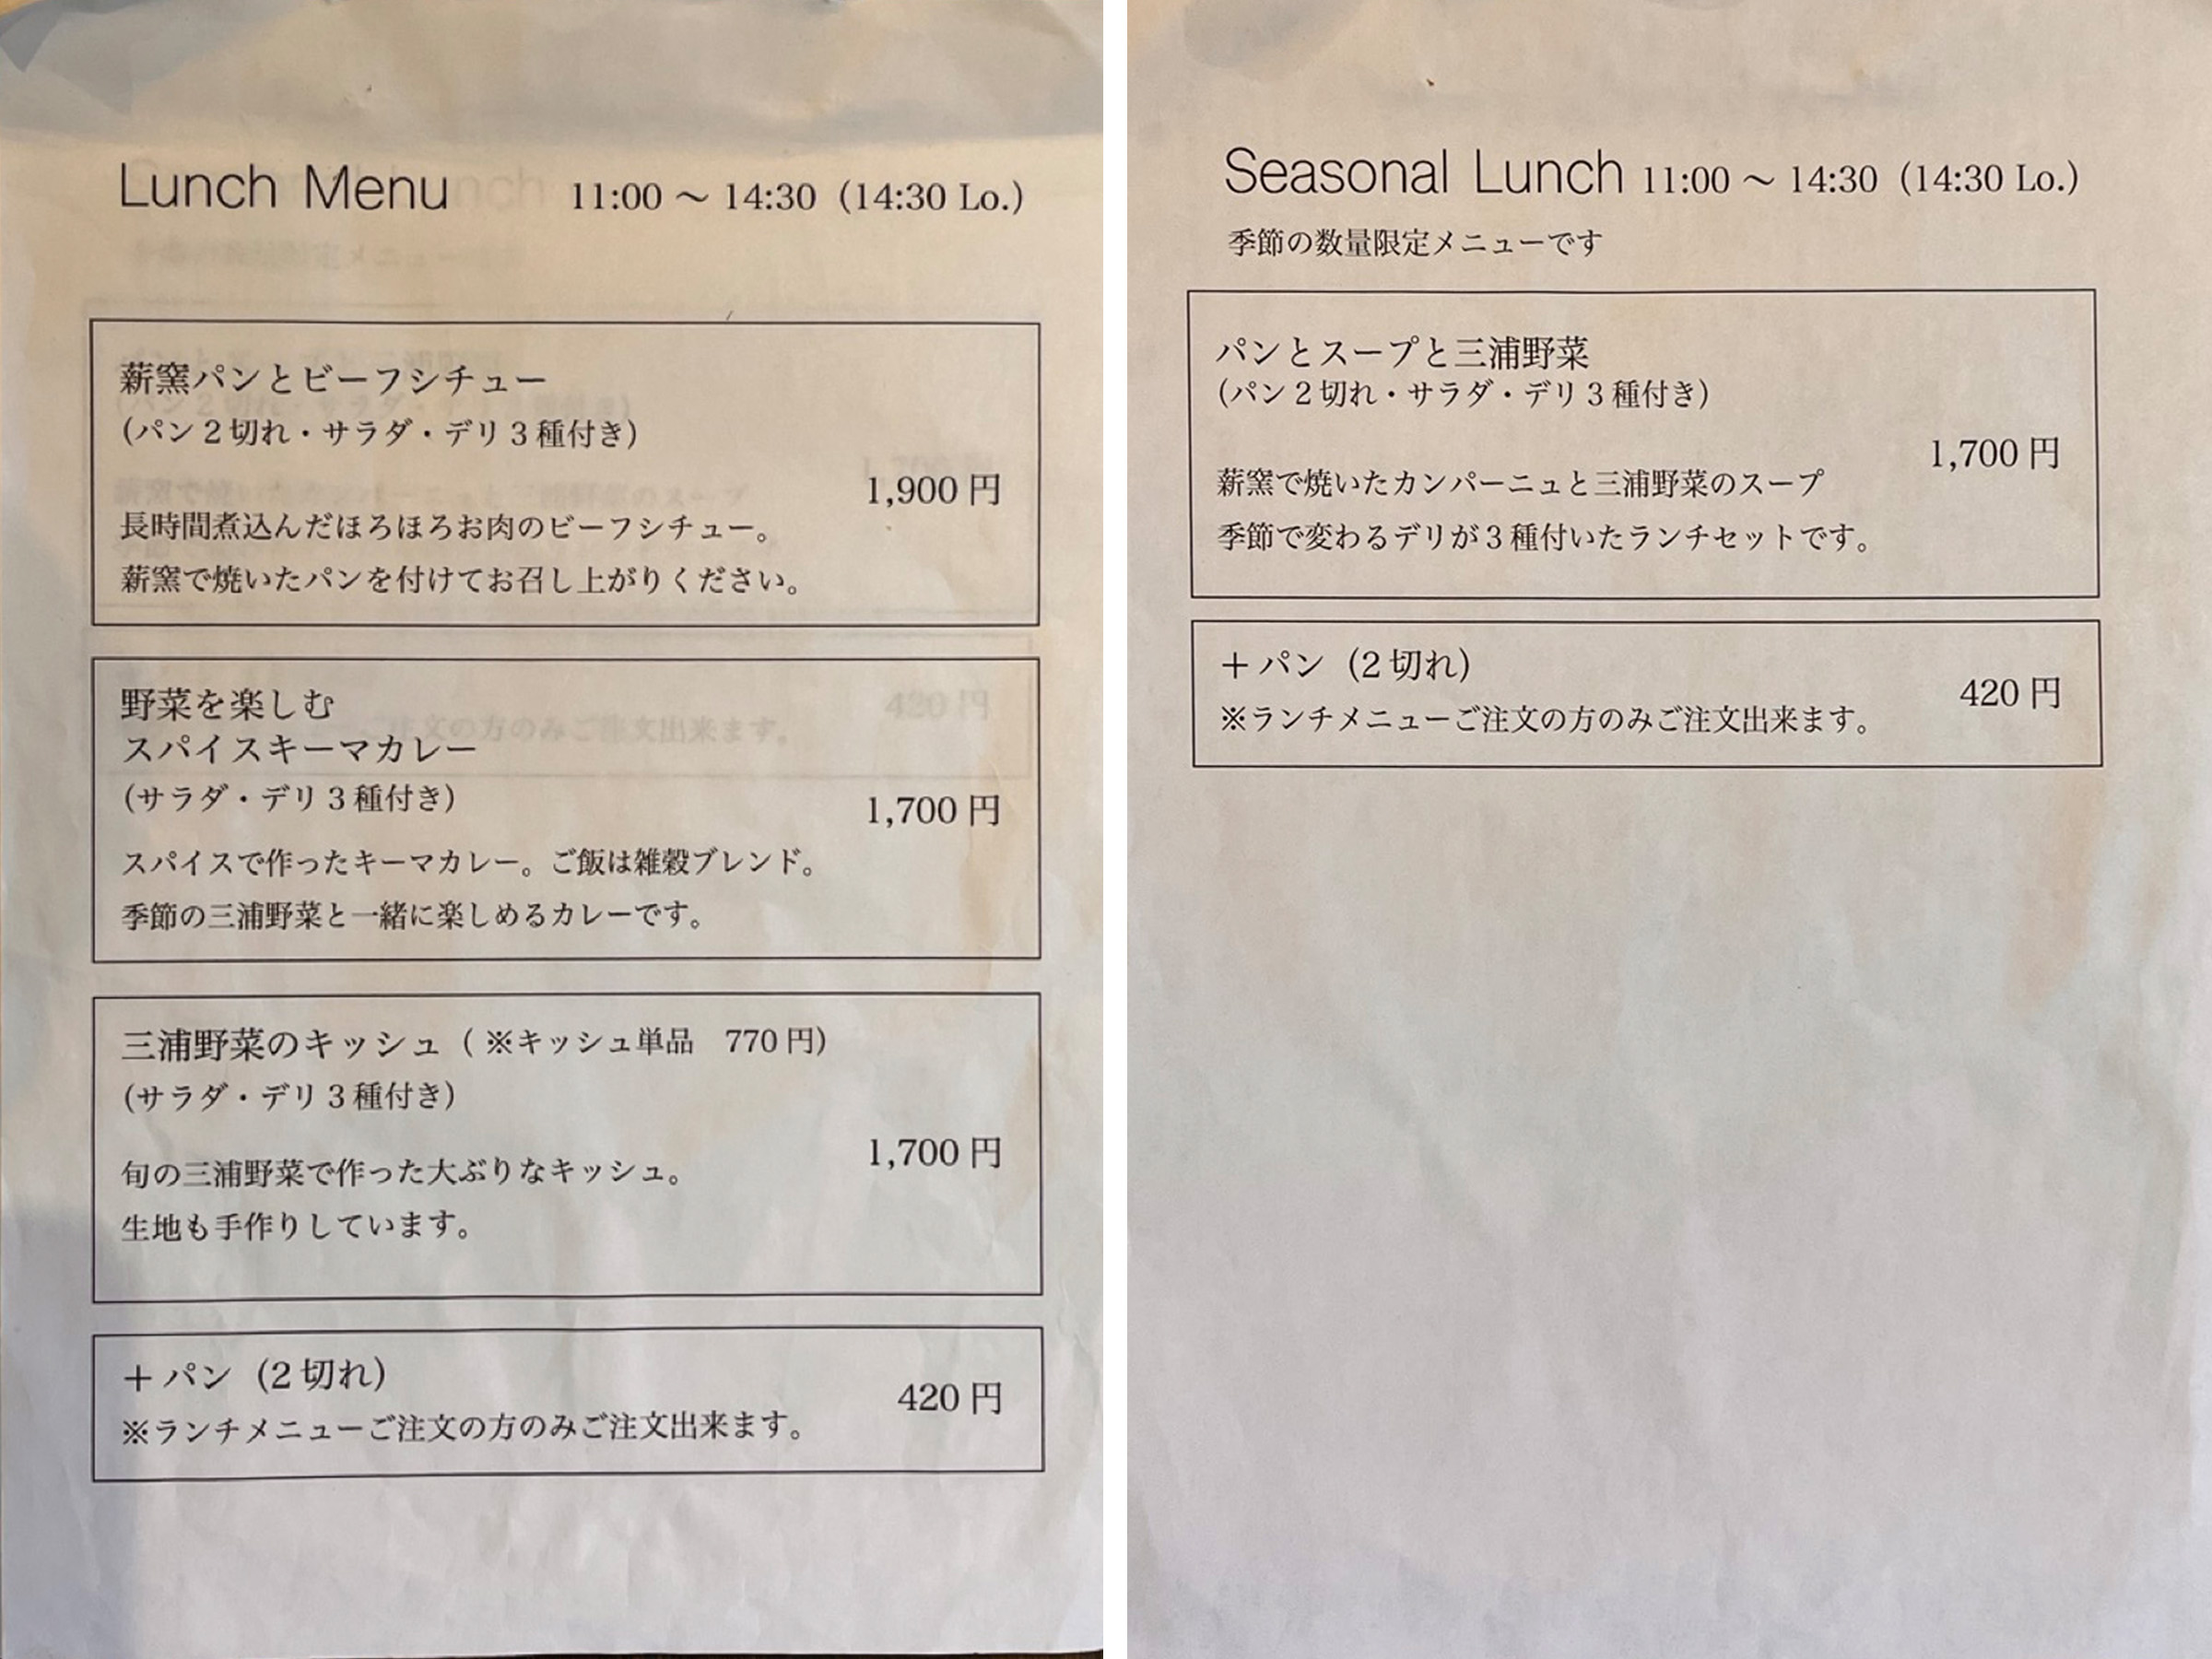 Lunch Menu 11:00 〜 14:30 (14:30 Lo.)
薪窯パンとビーフシチュー
(パン２切れ・サラダ・デリ３種付き)
1,900 円
長時間煮込んだほろほろお肉のビーフシチュー。
薪窯で焼いたパンを付けてお召し上がりください。
野菜を楽しむ
スパイスキーマカレー
(サラダ・デリ３種付き)
1,700 円
スパイスで作ったキーマカレー。ご飯は雑穀ブレンド。
季節の三浦野菜と一緒に楽しめるカレーです。
三浦野菜のキッシュ ( ※キッシュ単品　770 円)
(サラダ・デリ３種付き)
1,700 円
旬の三浦野菜で作った大ぶりなキッシュ。
生地も手作りしています。
＋パン（2 切れ）
420 円
※ランチメニューご注文の方のみご注文出来ます。
Seasonal Lunch 11:00 〜 14:30 (14:30 Lo.)
季節の数量限定メニューです
パンとスープと三浦野菜
(パン２切れ・サラダ・デリ３種付き)
1,700 円
薪窯で焼いたカンパーニュと三浦野菜のスープ
季節で変わるデリが３種付いたランチセットです。
＋パン（2 切れ）
420 円
※ランチメニューご注文の方のみご注文出来ます。